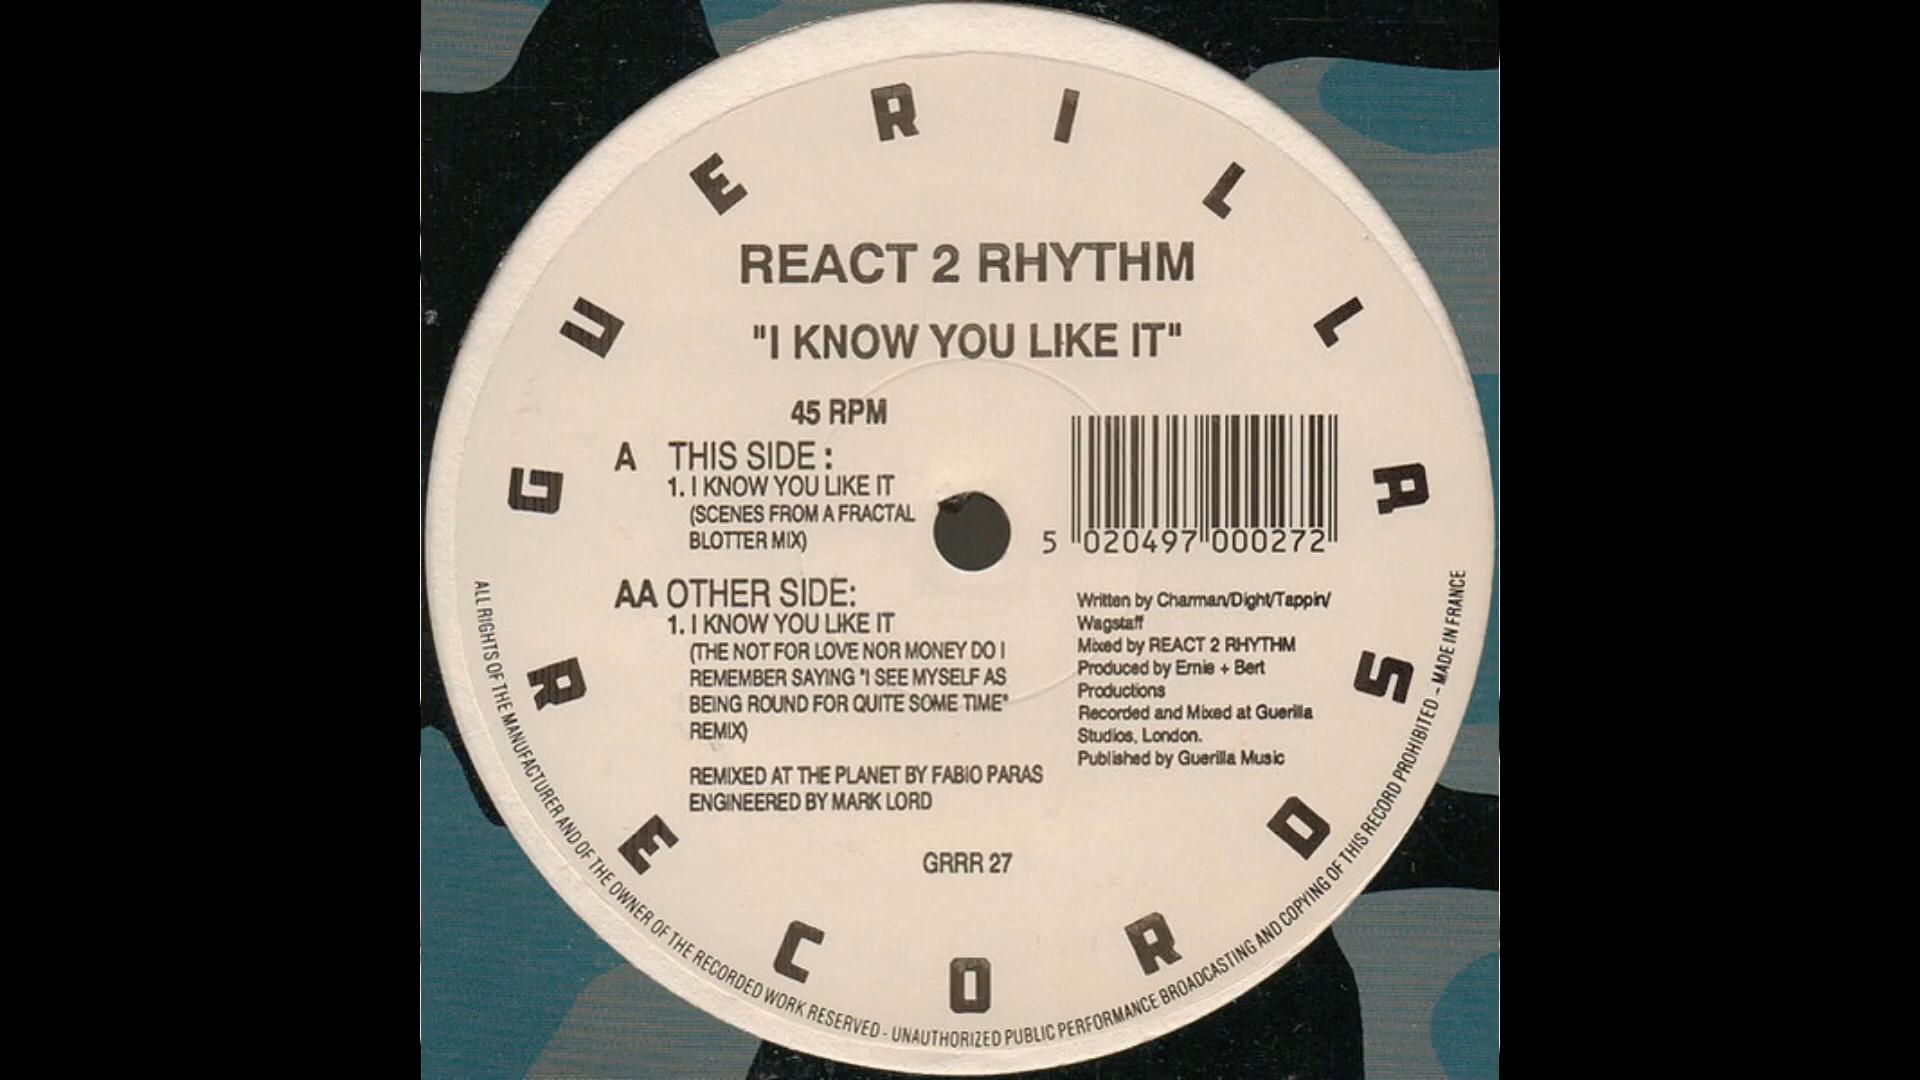 GUERILLA
RECORDS
REACT 2 RHYTHM
"I KNOW YOU LIKE IT"
45 RPM
A THIS SIDE :
1. I KNOW YOU LIKE IT
(SCENES FROM A FRACTAL
BLOTTER MIX)
AA OTHER SIDE:
1. I KNOW YOU LIKE IT
(THE NOT FOR LOVE NOR MONEY DO I
REMEMBER SAYING "I SEE MYSELF AS
BEING ROUND FOR QUITE SOME TIME"
REMIX)
REMIXED AT THE PLANET BY FABIO PARAS
ENGINEERED BY MARK LORD
5 020497 000272
Written by Charman/Dight/Tappin/
Wagstaff
Mixed by REACT 2 RHYTHM
Produced by Ernie + Bert
Productions
Recorded and Mixed at Guerilla
Studios, London.
Published by Guerilla Music
GRRR 27
ALL RIGHTS OF THE MANUFACTURER AND OF THE OWNER OF THE RECORDED WORK RESERVED - UNAUTHORIZED PUBLIC PERFORMANCE BROADCASTING AND COPYING OF THIS RECORD PROHIBITED - MADE IN FRANCE